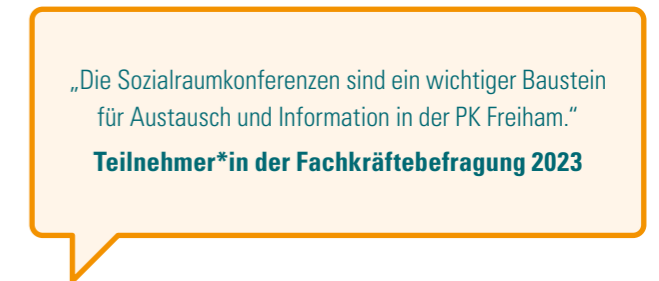 „Die Sozialraumkonferenzen sind ein wichtiger Baustein
für Austausch und Information in der PK Freiham.“
Teilnehmer*in der Fachkräftebefragung 2023